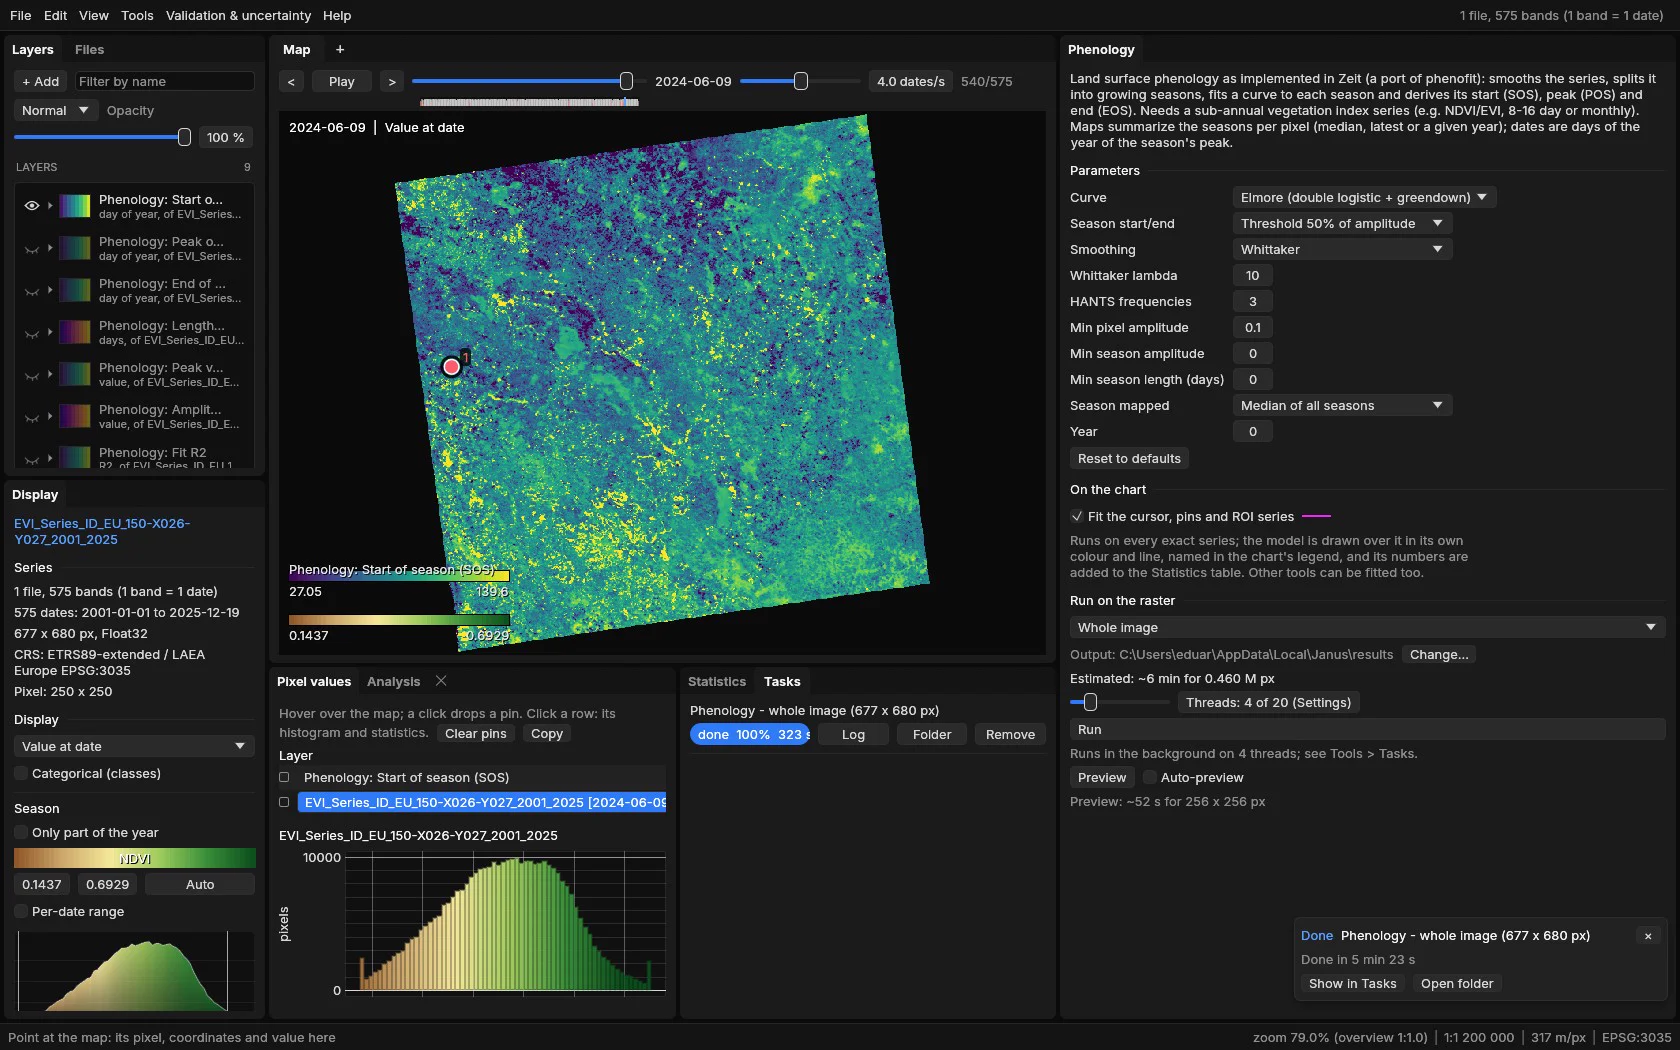 File Edit View Tools Validation & uncertainty Help
1 file, 575 bands (1 band = 1 date)
Layers Files
+ Add Filter by name
Normal Opacity
100 %
LAYERS 9
Phenology: Start o...
day of year, of EVI_Series...
Phenology: Peak o...
day of year, of EVI_Series...
Phenology: End of ...
day of year, of EVI_Series...
Phenology: Length...
days, of EVI_Series_ID_EU...
Phenology: Peak v...
value, of EVI_Series_ID_E...
Phenology: Amplit...
value, of EVI_Series_ID_E...
Phenology: Fit R2
R2, of EVI_Series_ID_EU_1
Display
EVI_Series_ID_EU_150-X026-
Y027_2001_2025
Series
1 file, 575 bands (1 band = 1 date)
575 dates: 2001-01-01 to 2025-12-19
677 x 680 px, Float32
CRS: ETRS89-extended / LAEA
Europe EPSG:3035
Pixel: 250 x 250
Display
Value at date
Categorical (classes)
Season
Only part of the year
NDVI
0.1437 0.6929 Auto
Per-date range
Map +
< Play > 2024-06-09 4.0 dates/s 540/575
2024-06-09 | Value at date
1
Phenology: Start of season (SOS)
27.05 139.6
0.1437 0.6929
Pixel values Analysis
Hover over the map; a click drops a pin. Click a row: its
histogram and statistics. Clear pins Copy
Layer
Phenology: Start of season (SOS)
EVI_Series_ID_EU_150-X026-Y027_2001_2025 [2024-06-09
EVI_Series_ID_EU_150-X026-Y027_2001_2025
10000
pixels
0
Statistics Tasks
Phenology - whole image (677 x 680 px)
done 100% 323 s Log Folder Remove
Phenology
Land surface phenology as implemented in Zeit (a port of phenofit): smooths the series, splits it
into growing seasons, fits a curve to each season and derives its start (SOS), peak (POS) and
end (EOS). Needs a sub-annual vegetation index series (e.g. NDVI/EVI, 8-16 day or monthly).
Maps summarize the seasons per pixel (median, latest or a given year); dates are days of the
year of the season's peak.
Parameters
Curve Elmore (double logistic + greendown)
Season start/end Threshold 50% of amplitude
Smoothing Whittaker
Whittaker lambda 10
HANTS frequencies 3
Min pixel amplitude 0.1
Min season amplitude 0
Min season length (days) 0
Season mapped Median of all seasons
Year 0
Reset to defaults
On the chart
Fit the cursor, pins and ROI series
Runs on every exact series; the model is drawn over it in its own
colour and line, named in the chart's legend, and its numbers are
added to the Statistics table. Other tools can be fitted too.
Run on the raster
Whole image
Output: C:\Users\eduar\AppData\Local\Janus\results Change...
Estimated: ~6 min for 0.460 M px
Threads: 4 of 20 (Settings)
Run
Runs in the background on 4 threads; see Tools > Tasks.
Preview Auto-preview
Preview: ~52 s for 256 x 256 px
Done Phenology - whole image (677 x 680 px) ×
Done in 5 min 23 s
Show in Tasks Open folder
Point at the map: its pixel, coordinates and value here
zoom 79.0% (overview 1:1.0) | 1:1 200 000 | 317 m/px | EPSG:3035